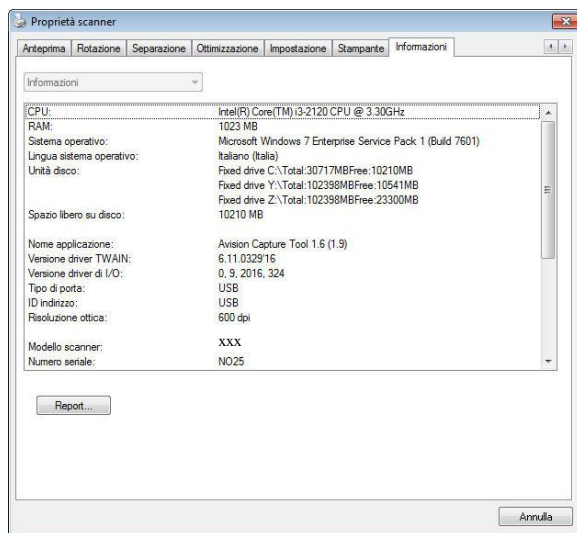 Proprietà scanner
Anteprima Rotazione Separazione Ottimizzazione Impostazione Stampante Informazioni
Informazioni
CPU: Intel(R) Core(TM) i3-2120 CPU @ 3.30GHz
RAM: 1023 MB
Sistema operativo: Microsoft Windows 7 Enterprise Service Pack 1 (Build 7601)
Lingua sistema operativo: Italiano (Italia)
Unità disco: Fixed drive C:\Total:30717MBFree:10210MB
Fixed drive Y:\Total:102398MBFree:10541MB
Fixed drive Z:\Total:102398MBFree:23300MB
Spazio libero su disco: 10210 MB
Nome applicazione: Avision Capture Tool 1.6 (1.9)
Versione driver TWAIN: 6.11.0329'16
Versione driver di I/O: 0, 9, 2016, 324
Tipo di porta: USB
ID indirizzo: USB
Risoluzione ottica: 600 dpi
Modello scanner: XXX
Numero seriale: NO25
Report...
Annulla